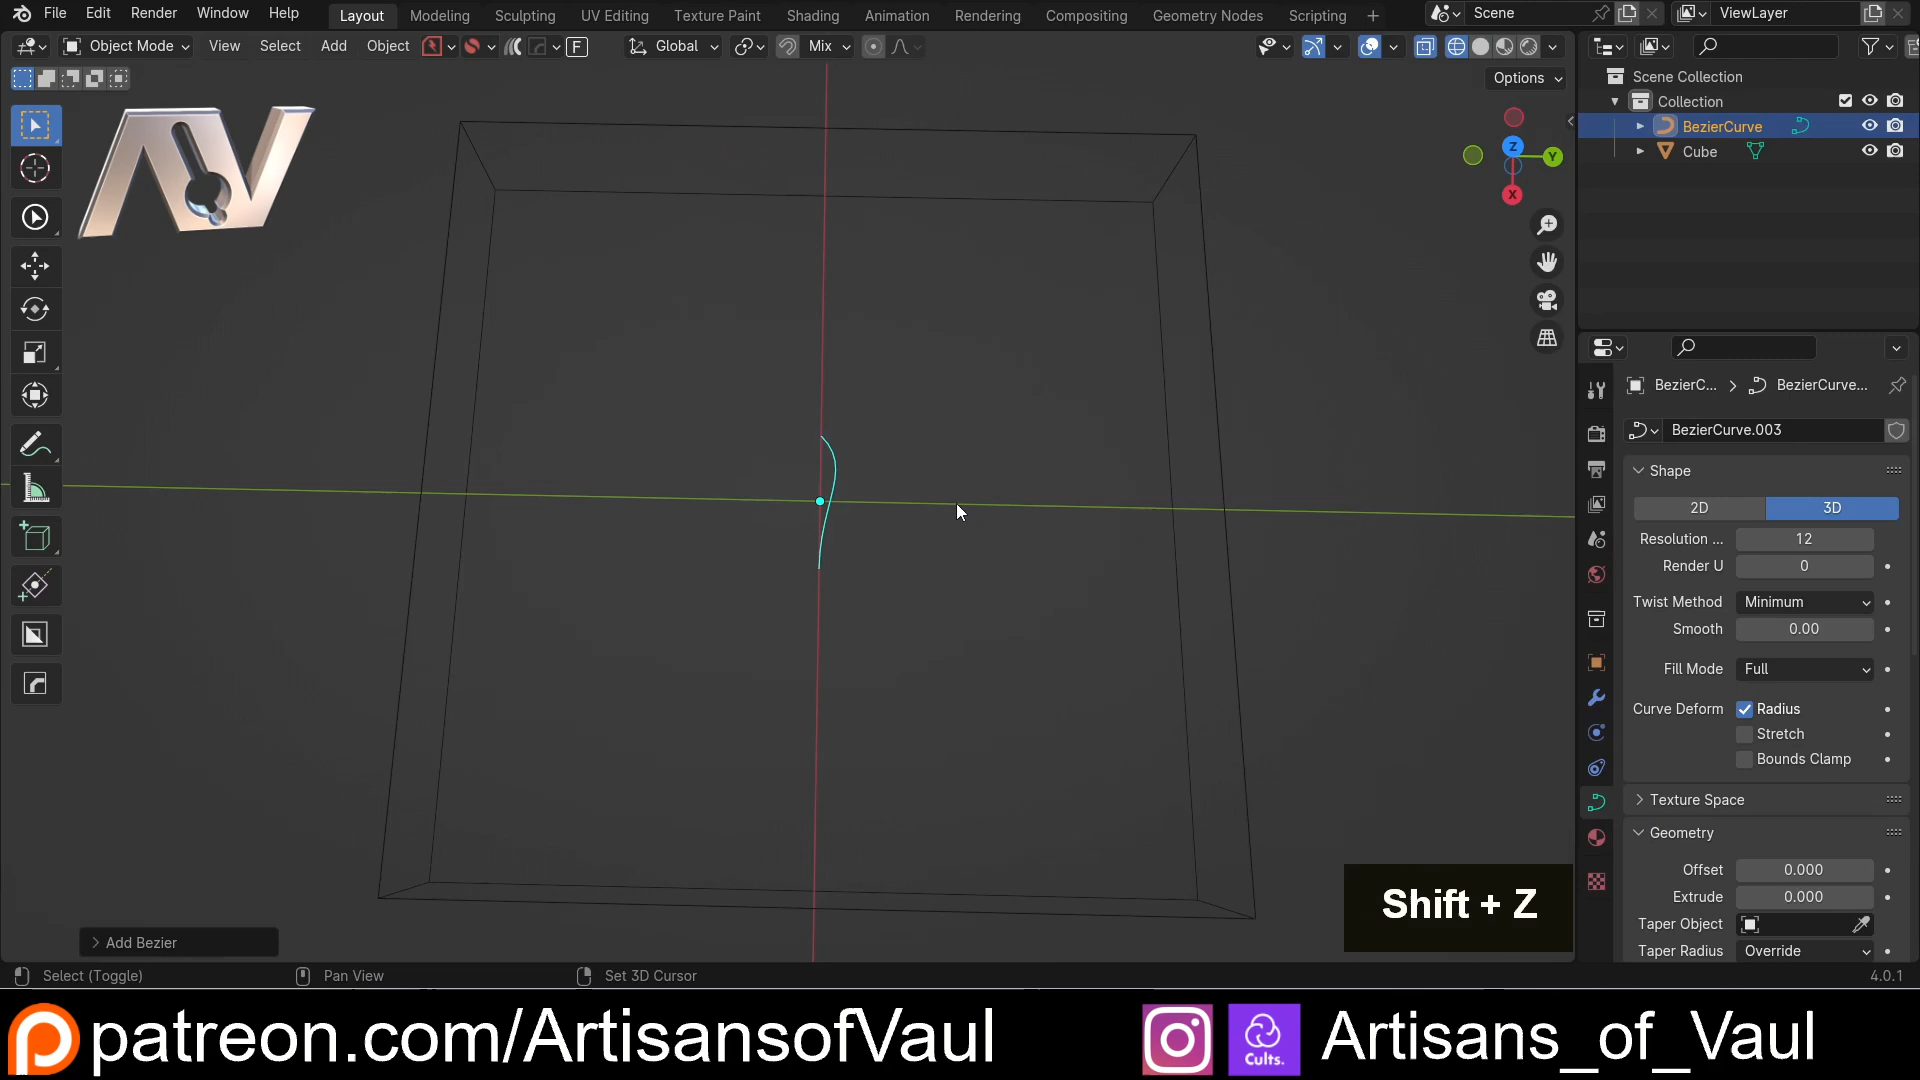 File Edit Render Window Help Layout Modeling Sculpting UV Editing Texture Paint Shading Animation Rendering Compositing Geometry Nodes Scripting + Scene ViewLayer
Object Mode View Select Add Object F Global Mix
Options
Scene Collection
Collection
BezierCurve
Cube
Z
Y
X
BezierC... > BezierCurve...
BezierCurve.003
Shape
2D 3D
Resolution ... 12
Render U 0
Twist Method Minimum
Smooth 0.00
Fill Mode Full
Curve Deform Radius
Stretch
Bounds Clamp
Texture Space
Geometry
Offset 0.000
Extrude 0.000
Taper Object
Taper Radius Override
Shift + Z
Add Bezier
Select (Toggle) Pan View Set 3D Cursor 4.0.1
patreon.com/ArtisansofVaul Cults. Artisans_of_Vaul